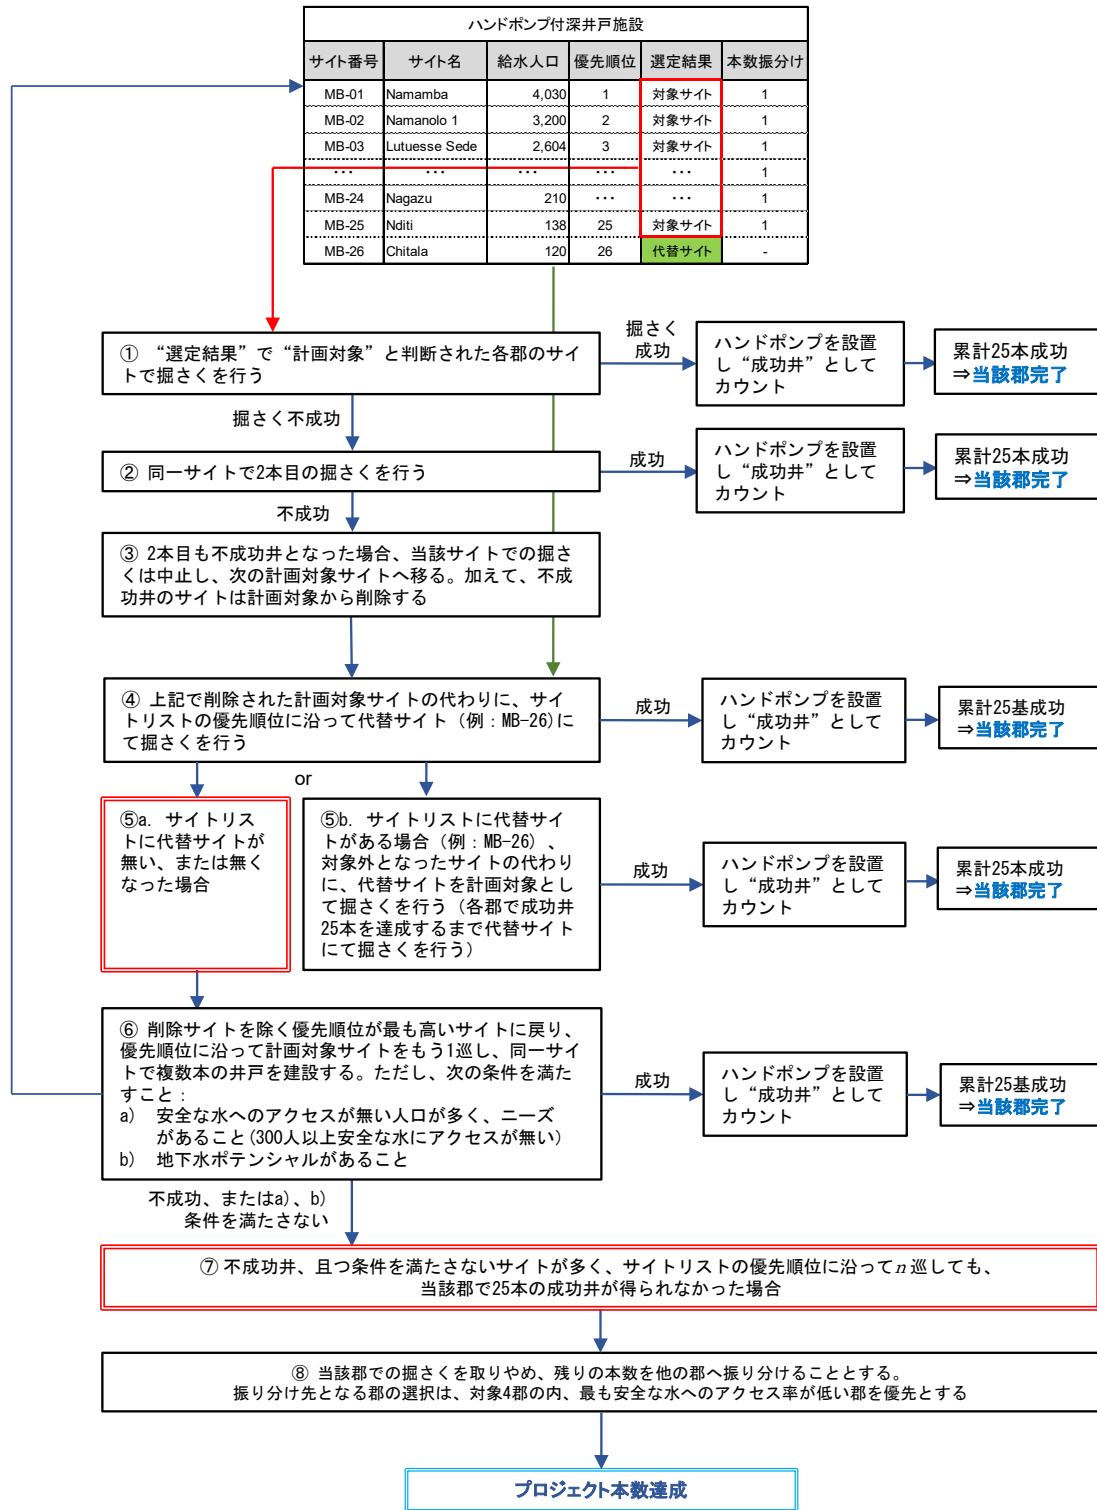 ハンドポンプ付深井戸施設
サイト番号 サイト名 給水人口 優先順位 選定結果 本数振分け
MB-01 Namamba 4,030 1 対象サイト 1
MB-02 Namanolo 1 3,200 2 対象サイト 1
MB-03 Lutuesse Sede 2,604 3 対象サイト 1
··· ··· ··· ··· ··· 1
MB-24 Nagazu 210 ··· ··· 1
MB-25 Nditi 138 25 対象サイト 1
MB-26 Chitala 120 26 代替サイト -
① “選定結果”で“計画対象”と判断された各郡のサイ
トで掘さくを行う
掘さく
成功
ハンドポンプを設置
し“成功井”として
カウント
累計25本成功
⇒当該郡完了
掘さく不成功
② 同一サイトで2本目の掘さくを行う
成功
ハンドポンプを設置
し“成功井”として
カウント
累計25本成功
⇒当該郡完了
不成功
③ 2本目も不成功井となった場合、当該サイトでの掘さ
くは中止し、次の計画対象サイトへ移る。加えて、不成
功井のサイトは計画対象から削除する
④ 上記で削除された計画対象サイトの代わりに、サイ
トリストの優先順位に沿って代替サイト（例：MB-26)に
て掘さくを行う
成功
ハンドポンプを設置
し“成功井”として
カウント
累計25基成功
⇒当該郡完了
or
⑤a. サイトリス
トに代替サイトが
無い、または無く
なった場合
⑤b. サイトリストに代替サイ
トがある場合（例：MB-26）、
対象外となったサイトの代わり
に、代替サイトを計画対象とし
て掘さくを行う（各郡で成功井
25本を達成するまで代替サイト
にて掘さくを行う）
成功
ハンドポンプを設置
し“成功井”として
カウント
累計25本成功
⇒当該郡完了
⑥ 削除サイトを除く優先順位が最も高いサイトに戻り、
優先順位に沿って計画対象サイトをもう1巡し、同一サイ
トで複数本の井戸を建設する。ただし、次の条件を満た
すこと：
a) 安全な水へのアクセスが無い人口が多く、ニーズ
があること(300人以上安全な水にアクセスが無い）
b) 地下水ポテンシャルがあること
成功
ハンドポンプを設置
し“成功井”として
カウント
累計25基成功
⇒当該郡完了
不成功、またはa)、b)
条件を満たさない
⑦ 不成功井、且つ条件を満たさないサイトが多く、サイトリストの優先順位に沿ってn巡しても、
当該郡で25本の成功井が得られなかった場合
⑧ 当該郡での掘さくを取りやめ、残りの本数を他の郡へ振り分けることとする。
振り分け先となる郡の選択は、対象4郡の内、最も安全な水へのアクセス率が低い郡を優先とする
プロジェクト本数達成